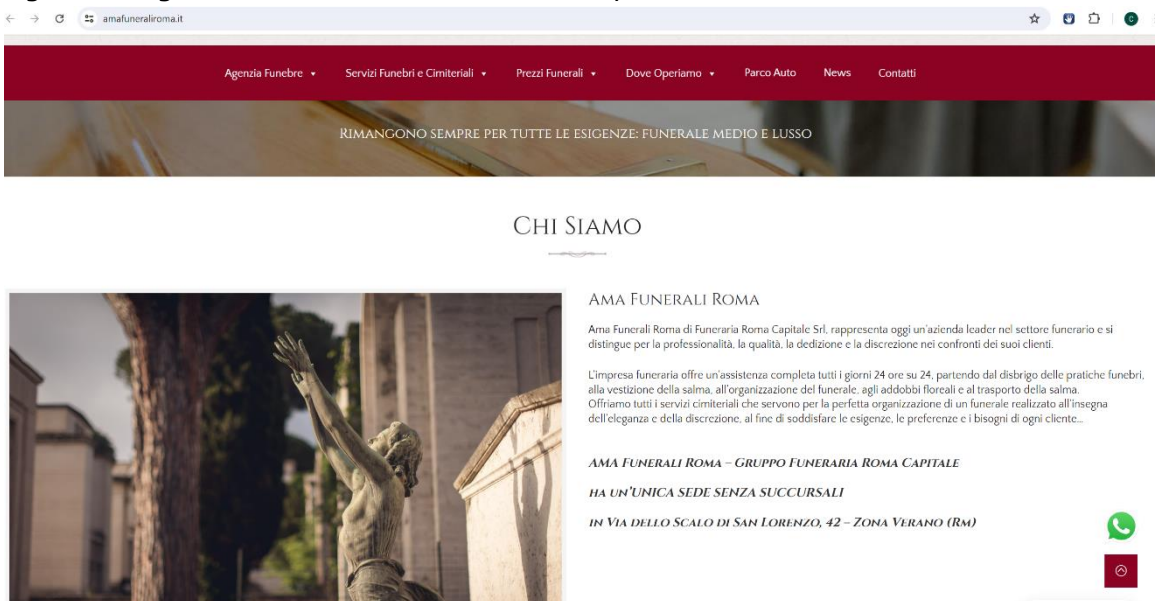 amafuneraliroma.it
C
Agenzia Funebre Servizi Funebri e Cimiteriali Prezzi Funerali Dove Operiamo Parco Auto News Contatti
Rimangono sempre per tutte le esigenze: funerale medio e lusso
Chi Siamo
Ama Funerali Roma
Ama Funerali Roma di Funeraria Roma Capitale Srl, rappresenta oggi un'azienda leader nel settore funerario e si
distingue per la professionalità, la qualità, la dedizione e la discrezione nei confronti dei suoi clienti.
L'impresa funeraria offre un'assistenza completa tutti i giorni 24 ore su 24, partendo dal disbrigo delle pratiche funebri,
alla vestizione della salma, all'organizzazione del funerale, agli addobbi floreali e al trasporto della salma.
Offriamo tutti i servizi cimiteriali che servono per la perfetta organizzazione di un funerale realizzato all'insegna
dell'eleganza e della discrezione, al fine di soddisfare le esigenze, le preferenze e i bisogni di ogni cliente...
AMA Funerali Roma – Gruppo Funeraria Roma Capitale
ha un'UNICA SEDE SENZA SUCCURSALI
in Via dello Scalo di San Lorenzo, 42 – Zona Verano (Rm)